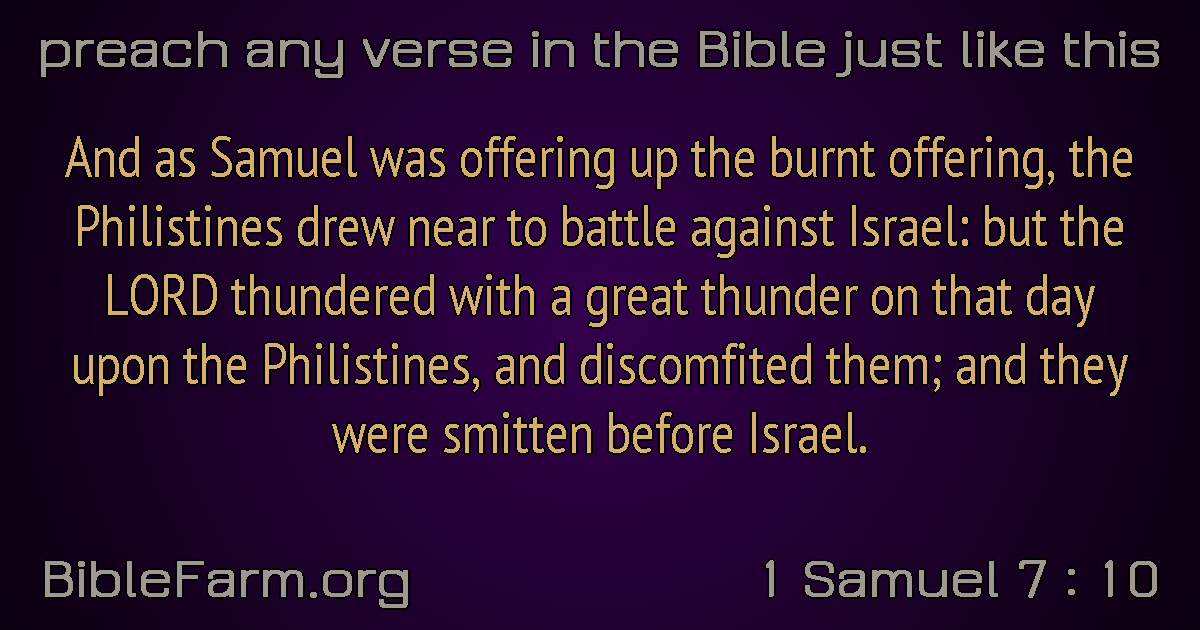 preach any verse in the Bible just like this
And as Samuel was offering up the burnt offering, the
Philistines drew near to battle against Israel: but the
LORD thundered with a great thunder on that day
upon the Philistines, and discomfited them; and they
were smitten before Israel.
BibleFarm.org
1 Samuel 7 : 10